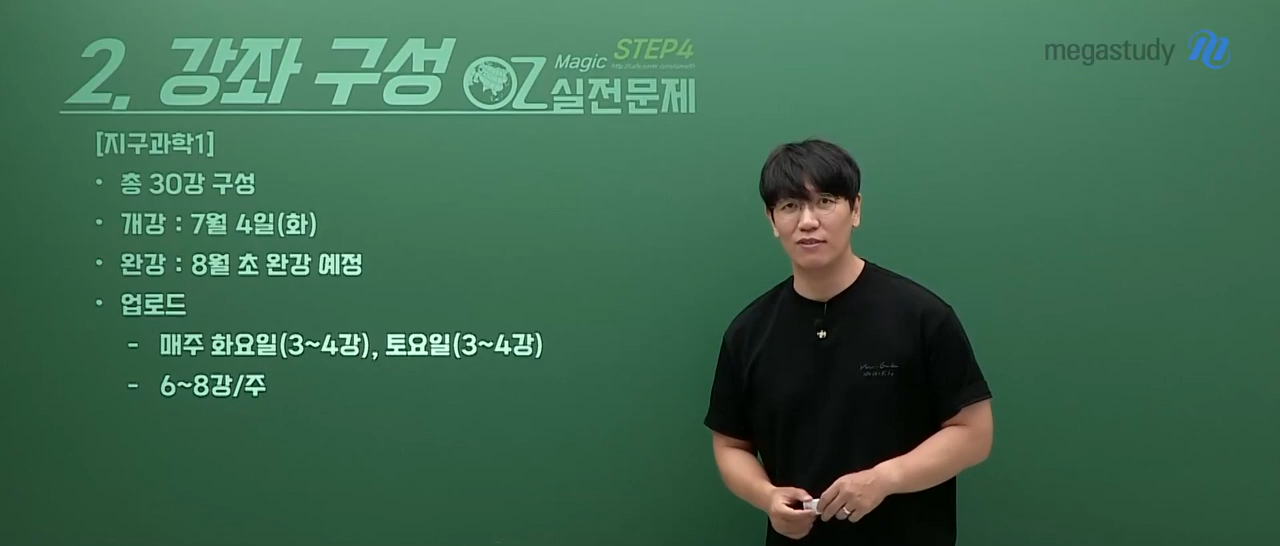 2. 강좌 구성 OZ Magic STEP4
실전문제
megastudy
[지구과학1]
• 총 30강 구성
• 개강 : 7월 4일(화)
• 완강 : 8월 초 완강 예정
• 업로드
- 매주 화요일(3~4강), 토요일(3~4강)
- 6~8강/주